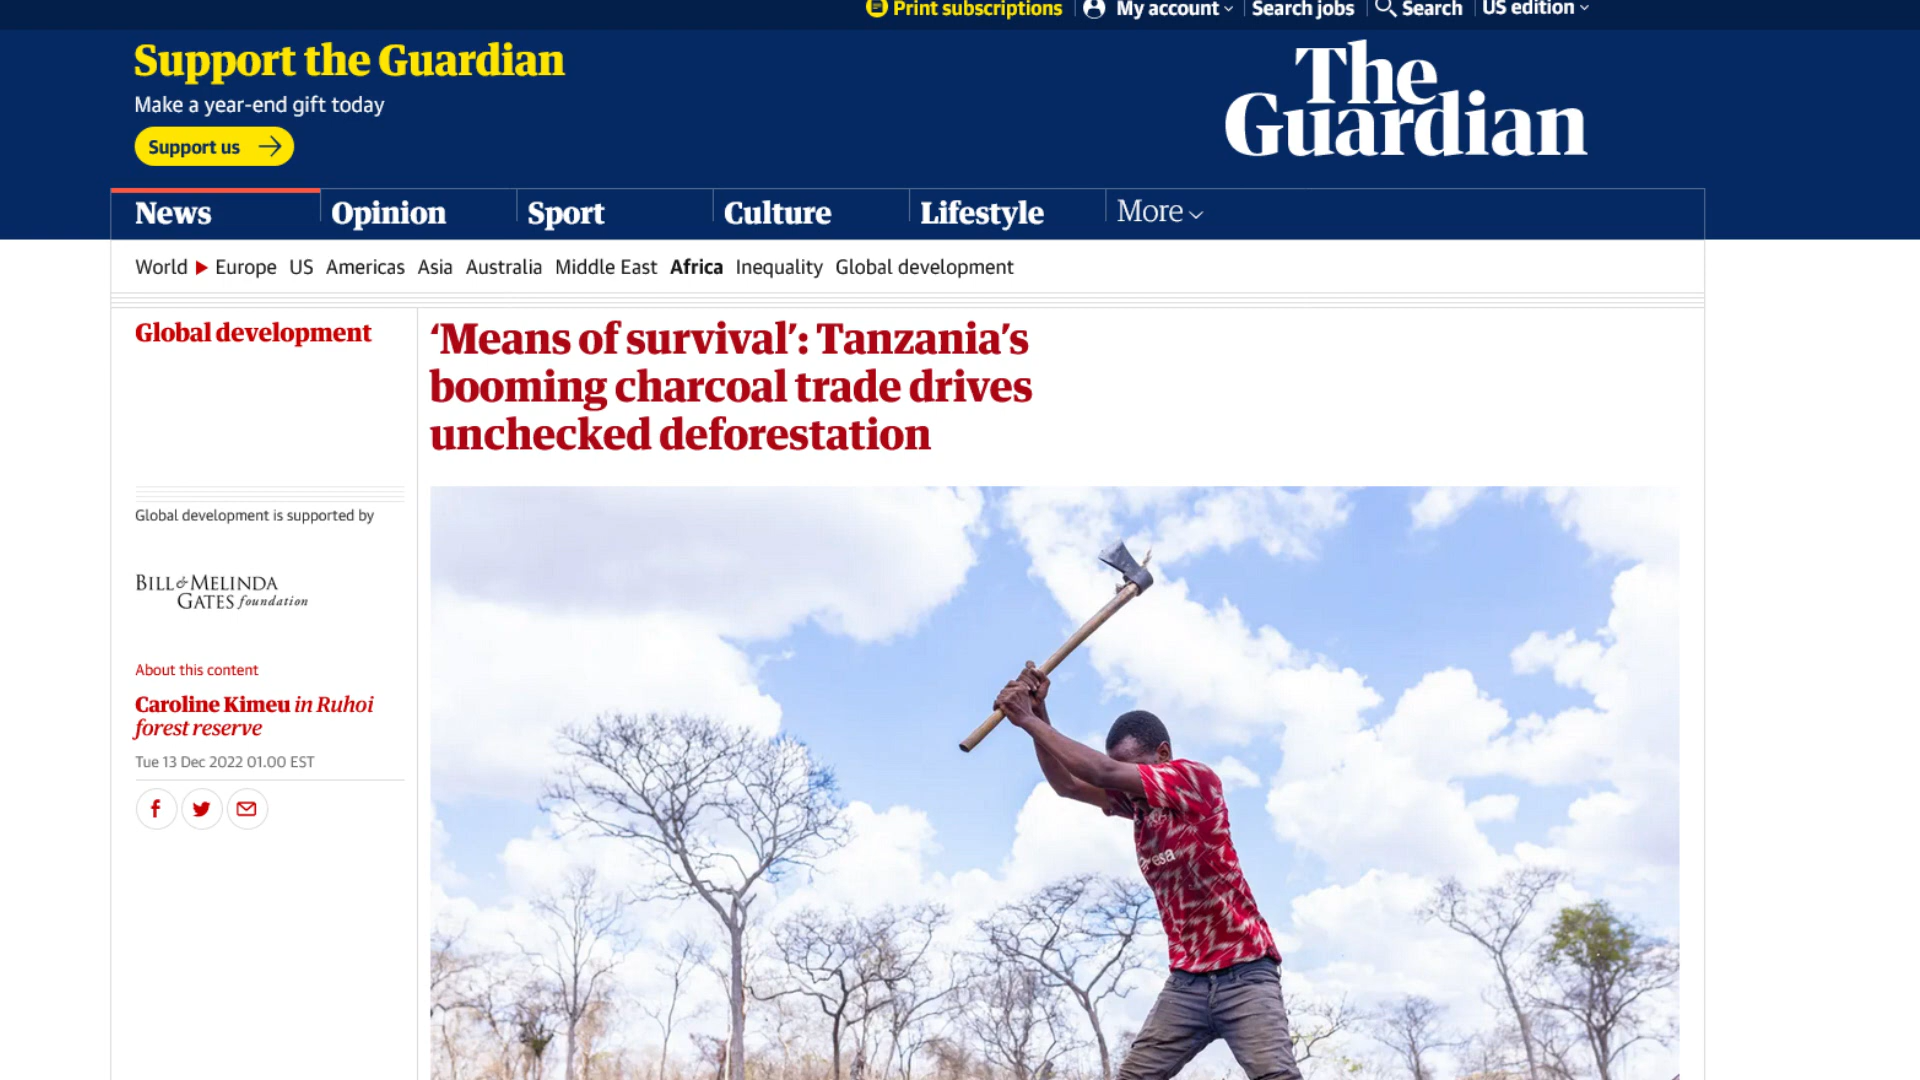 Print subscriptions
My account
Search jobs
Search
US edition
Support the Guardian
Make a year-end gift today
Support us
The
Guardian
News
Opinion
Sport
Culture
Lifestyle
More
World Europe US Americas Asia Australia Middle East Africa Inequality Global development
Global development
‘Means of survival’: Tanzania’s
booming charcoal trade drives
unchecked deforestation
Global development is supported by
BILL & MELINDA
GATES foundation
About this content
Caroline Kimeu in Ruhoi
forest reserve
Tue 13 Dec 2022 01.00 EST